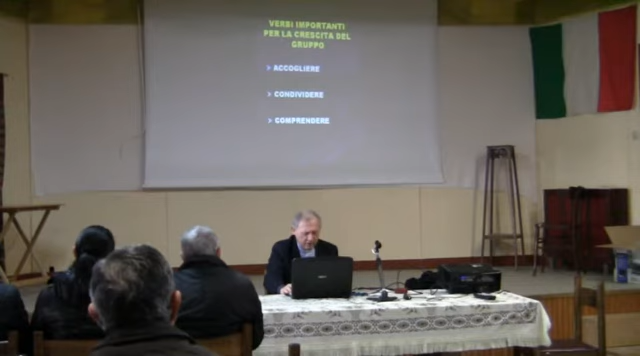 VERBI IMPORTANTI
PER LA CRESCITA DEL
GRUPPO
> ACCOGLIERE
> CONDIVIDERE
> COMPRENDERE